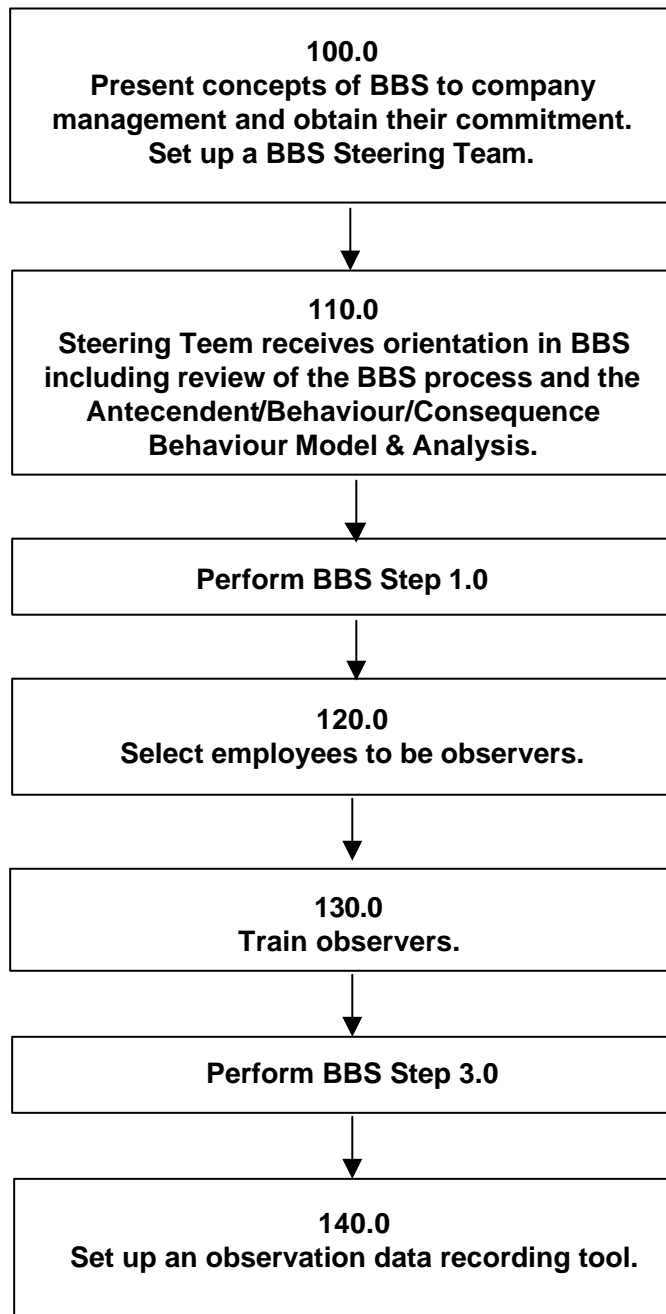 100.0
Present concepts of BBS to company
management and obtain their commitment.
Set up a BBS Steering Team.
110.0
Steering Teem receives orientation in BBS
including review of the BBS process and the
Antecendent/Behaviour/Consequence
Behaviour Model & Analysis.
Perform BBS Step 1.0
120.0
Select employees to be observers.
130.0
Train observers.
Perform BBS Step 3.0
140.0
Set up an observation data recording tool.